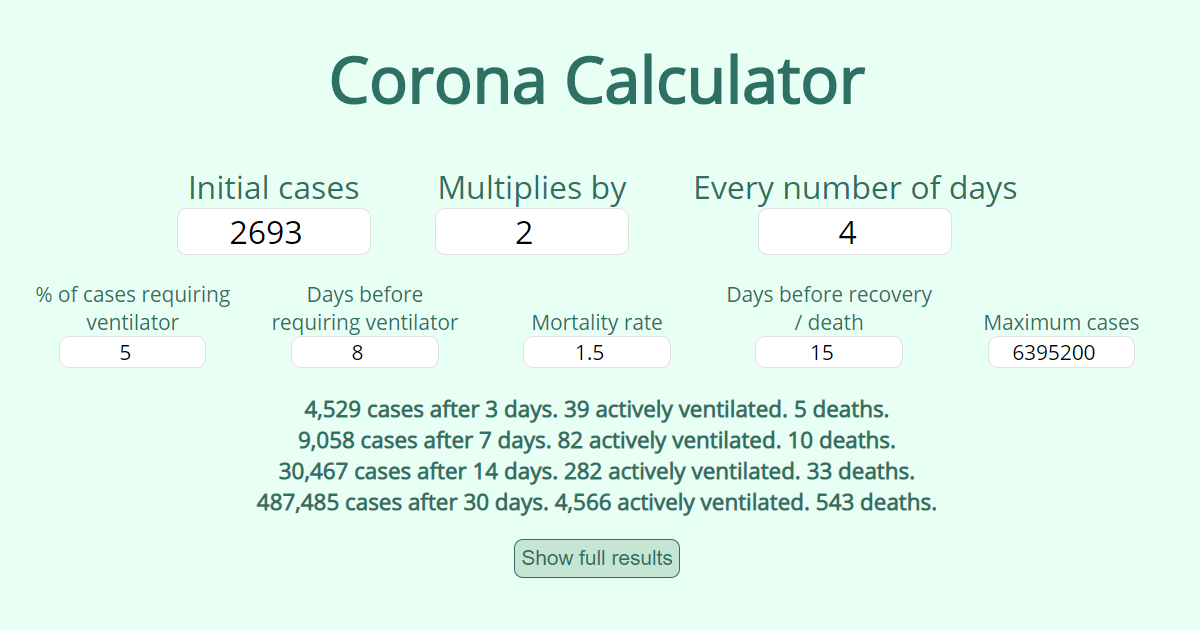 Corona Calculator
Initial cases
2693
Multiplies by
2
Every number of days
4
% of cases requiring
ventilator
5
Days before
requiring ventilator
8
Mortality rate
1.5
Days before recovery
/ death
15
Maximum cases
6395200
4,529 cases after 3 days. 39 actively ventilated. 5 deaths.
9,058 cases after 7 days. 82 actively ventilated. 10 deaths.
30,467 cases after 14 days. 282 actively ventilated. 33 deaths.
487,485 cases after 30 days. 4,566 actively ventilated. 543 deaths.
Show full results